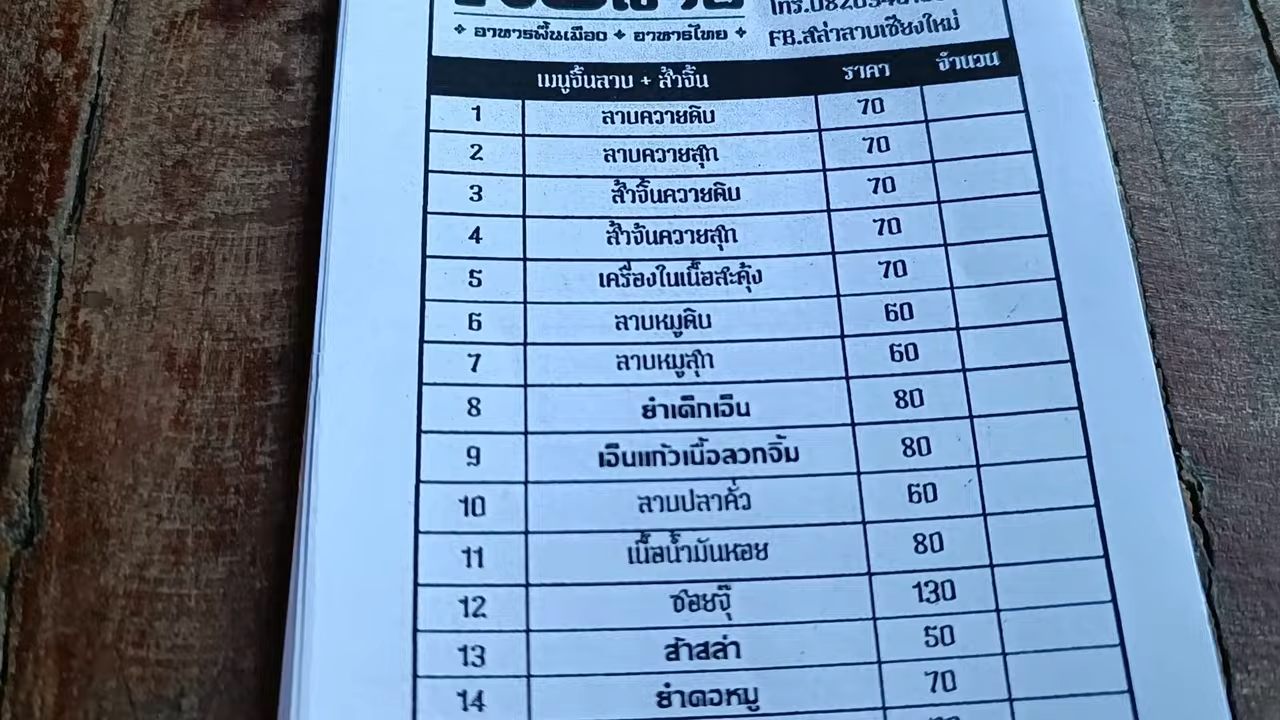 ❖ อาหารพื้นเมือง ❖ อาหารไทย ❖
FB.สล่าลาบเชียงใหม่
เมนูจิ๊นลาบ + ส้าจิ้น ราคา จำนวน
1 ลาบควายดิบ 70
2 ลาบควายสุก 70
3 ส้าจิ้นควายดิบ 70
4 ส้าจิ้นควายสุก 70
5 เครื่องในเนื้อสะดุ้ง 70
6 ลาบหมูดิบ 60
7 ลาบหมูสุก 60
8 ยำเด็กเอ็น 80
9 เอ็นแก้วเนื้อลวกจิ้ม 80
10 ลาบปลาคั่ว 60
11 เนื้อน้ำมันหอย 80
12 ซอยจุ๊ 130
13 ส้าสล่า 50
14 ยำคอหมู 70